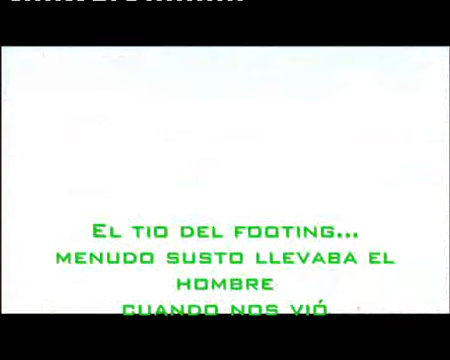 El tio del footing...
menudo susto llevaba el
hombre
cuando nos vió